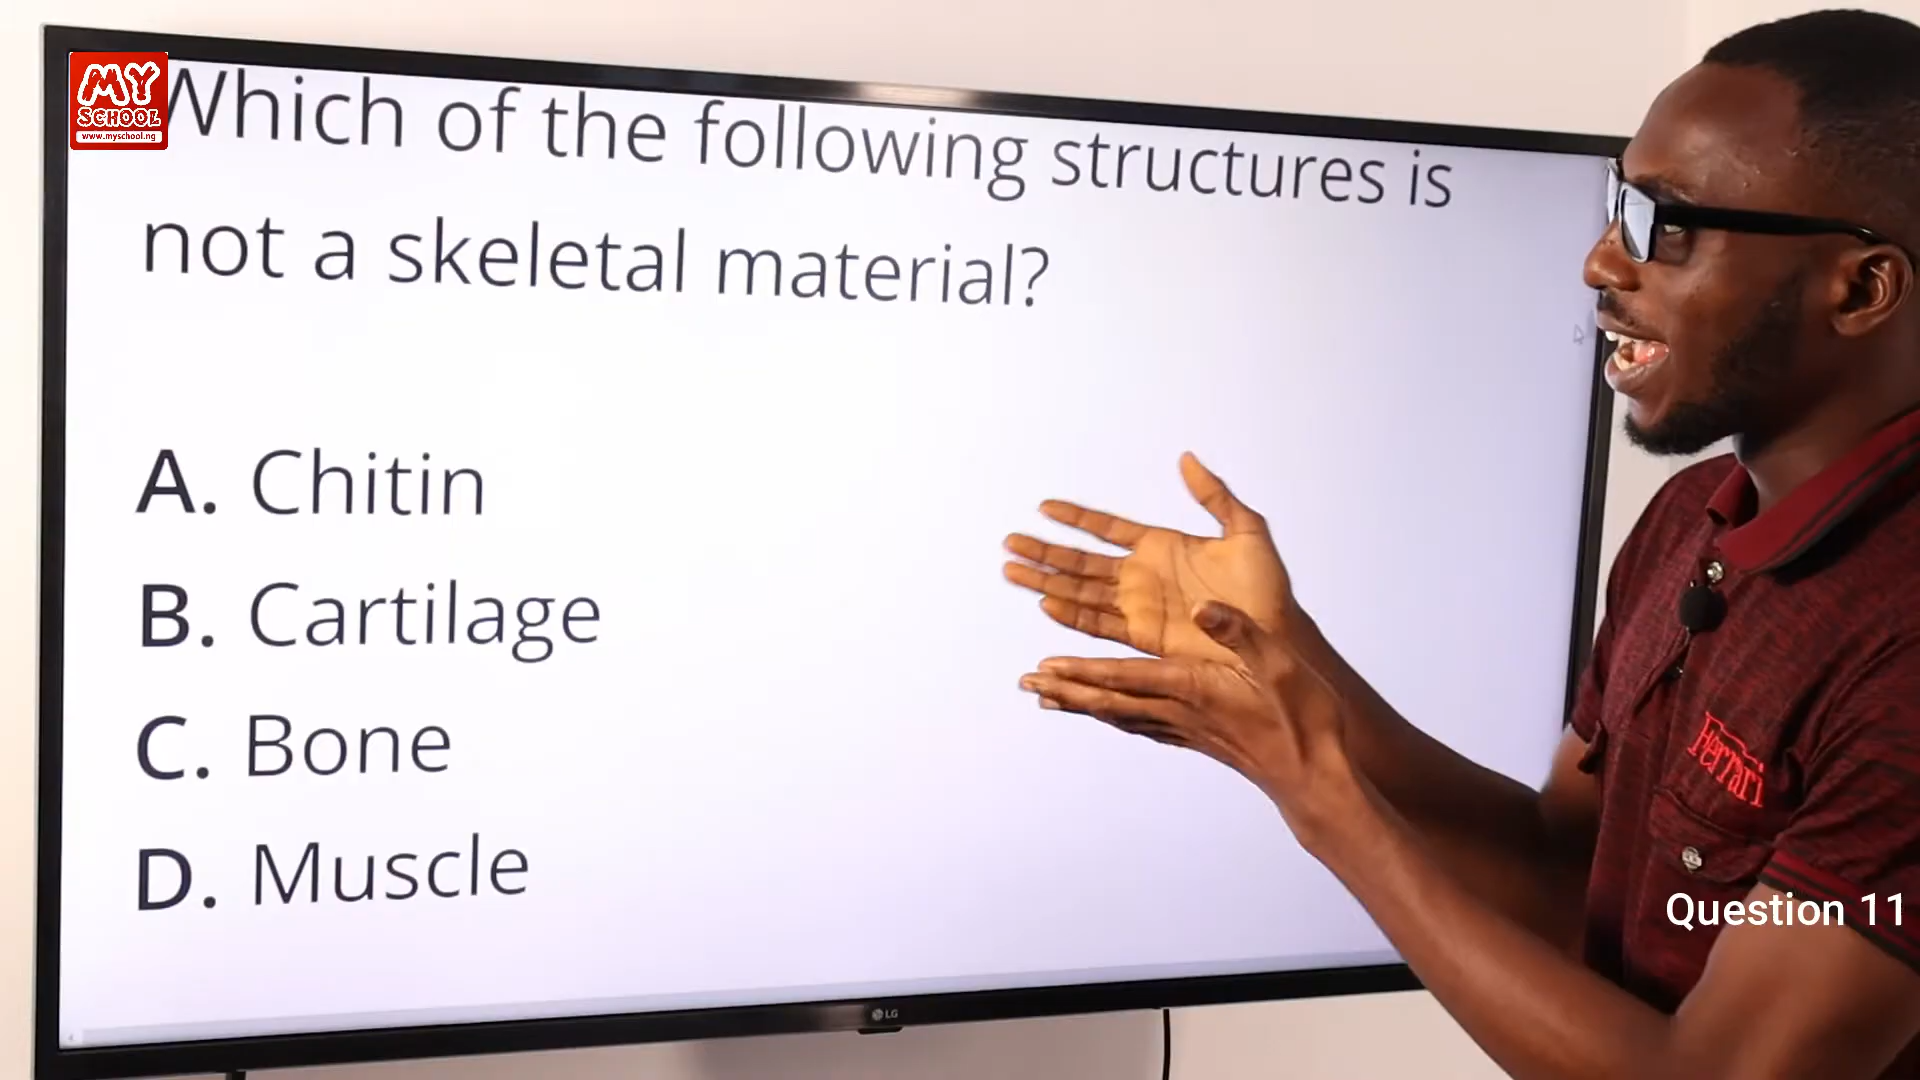 MY
SCHOOL
www.myschool.ng
Which of the following structures is
not a skeletal material?
A. Chitin
B. Cartilage
C. Bone
D. Muscle
Ferrari
Question 11
LG